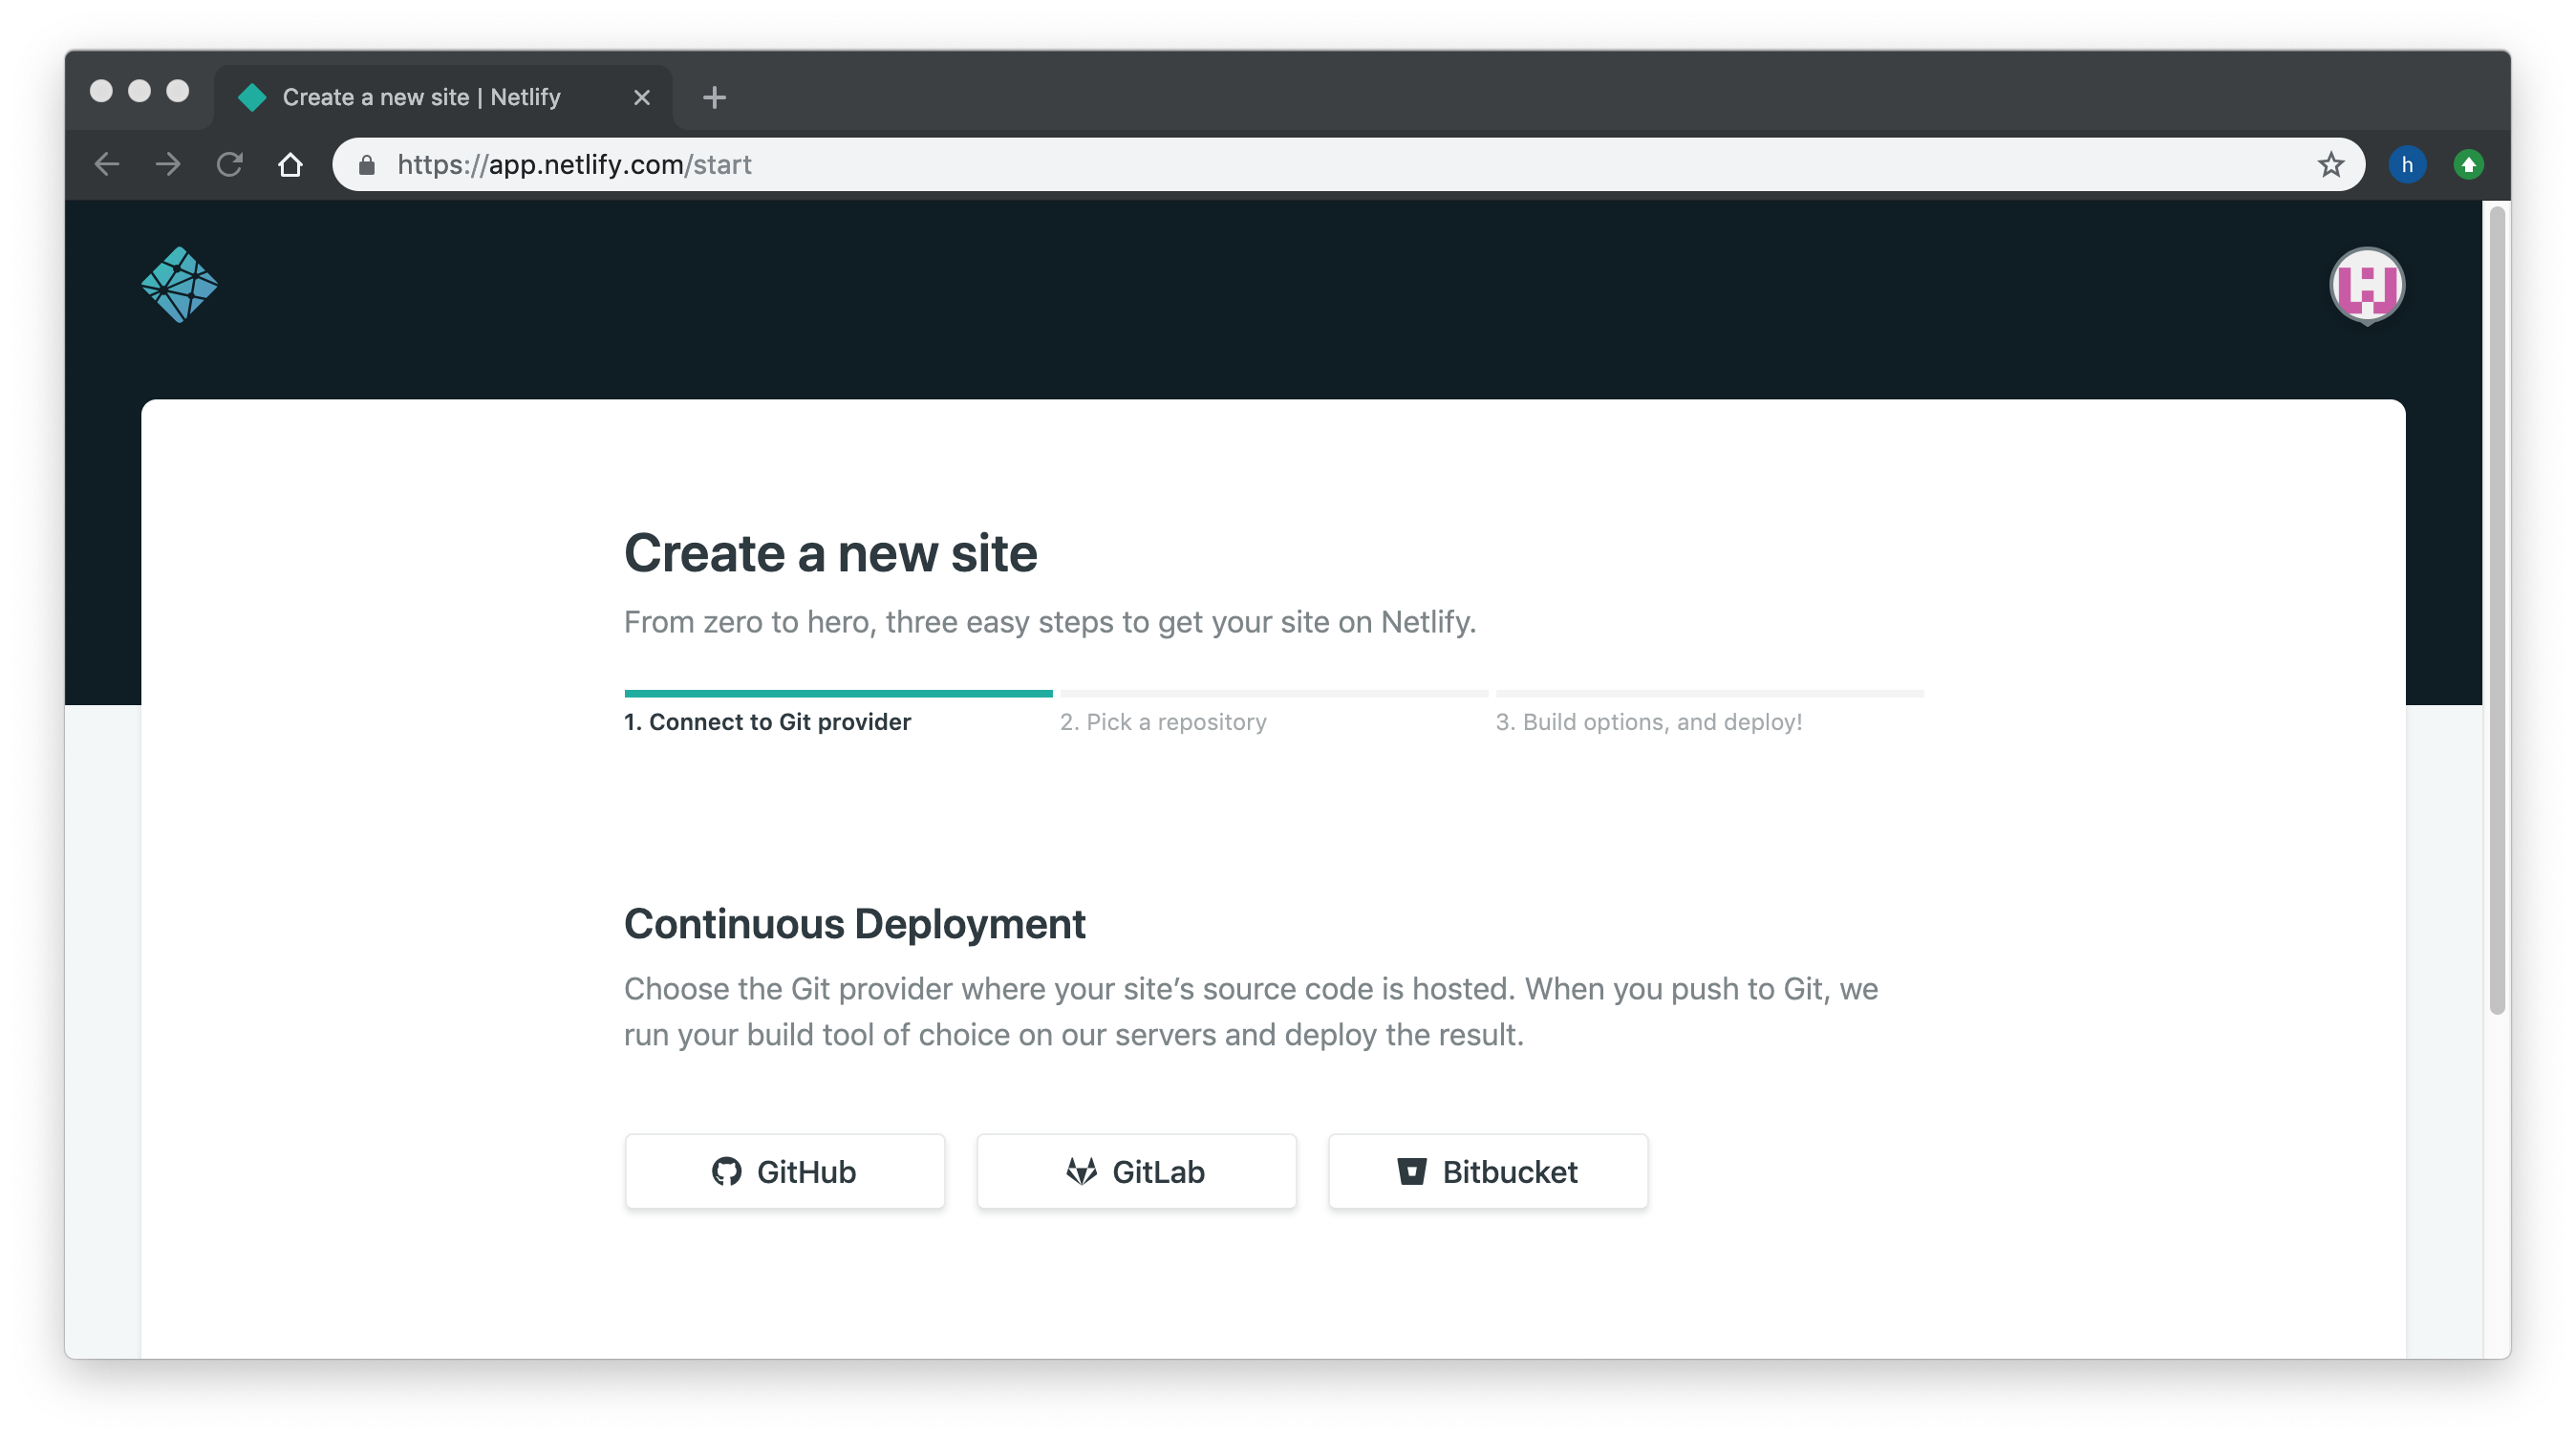 Create a new site | Netlify
https://app.netlify.com/start
h
Create a new site
From zero to hero, three easy steps to get your site on Netlify.
1. Connect to Git provider
2. Pick a repository
3. Build options, and deploy!
Continuous Deployment
Choose the Git provider where your site’s source code is hosted. When you push to Git, we
run your build tool of choice on our servers and deploy the result.
GitHub
GitLab
Bitbucket